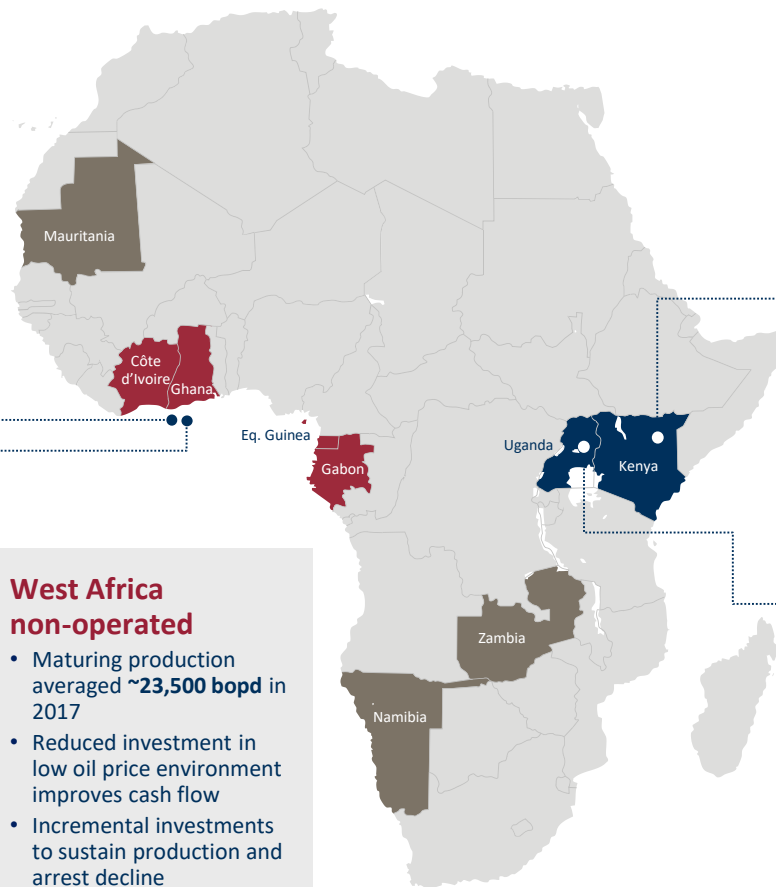 Mauritania
Côte
d’Ivoire
Ghana
Eq. Guinea
Gabon
Uganda
Kenya
Zambia
Namibia
West Africa
non-operated
• Maturing production
averaged ~23,500 bopd in
2017
• Reduced investment in
low oil price environment
improves cash flow
• Incremental investments
to sustain production and
arrest decline